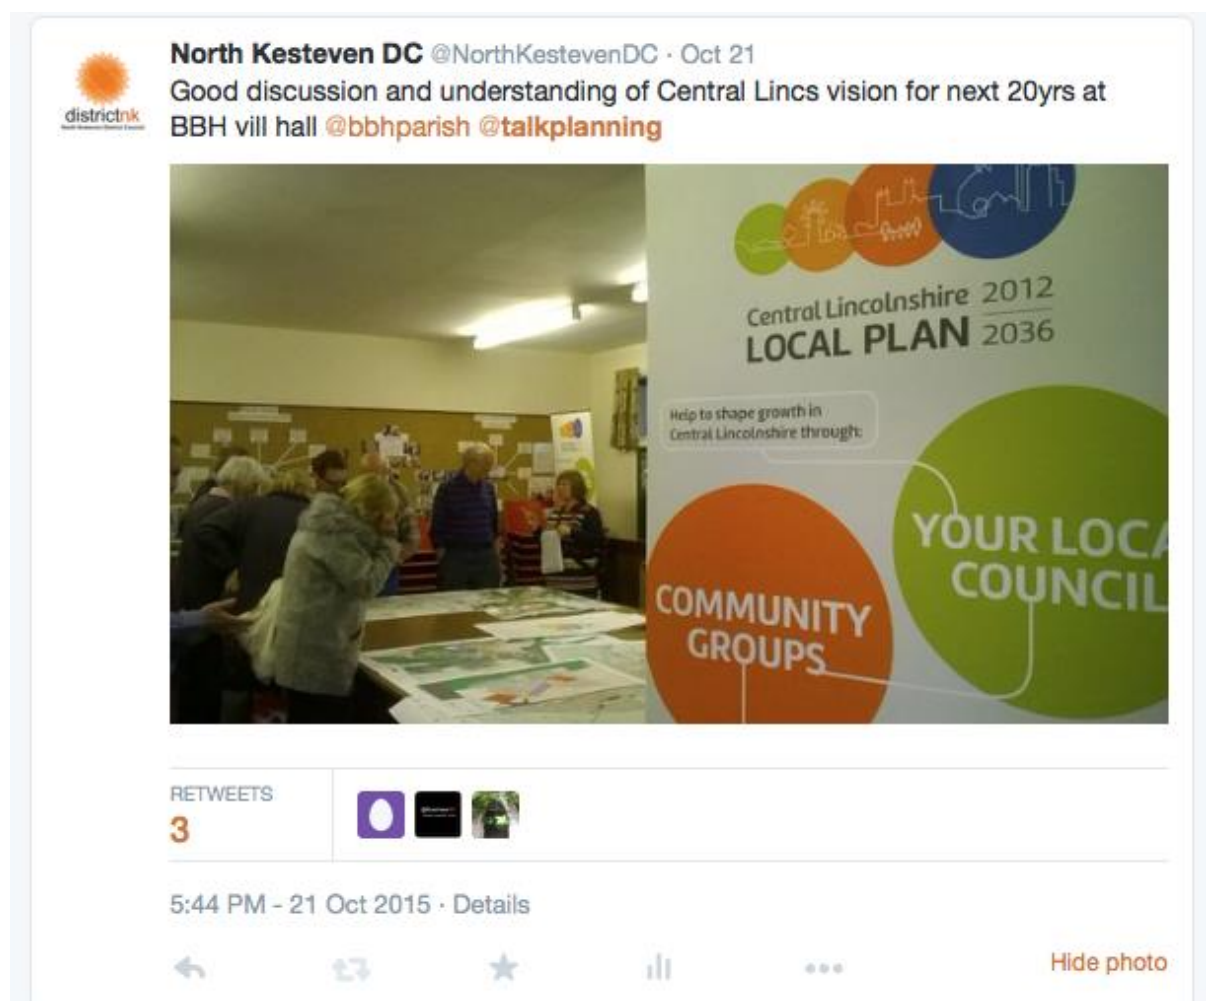 North Kesteven DC @NorthKestevenDC · Oct 21
Good discussion and understanding of Central Lincs vision for next 20yrs at
BBH vill hall @bbhparish @talkplanning
districtnk
Central Lincolnshire 2012
LOCAL PLAN 2036
Help to shape growth in
Central Lincolnshire through:
YOUR LOCA
COUNCIL
COMMUNITY
GROUPS
RETWEETS
3
5:44 PM - 21 Oct 2015 · Details
Hide photo